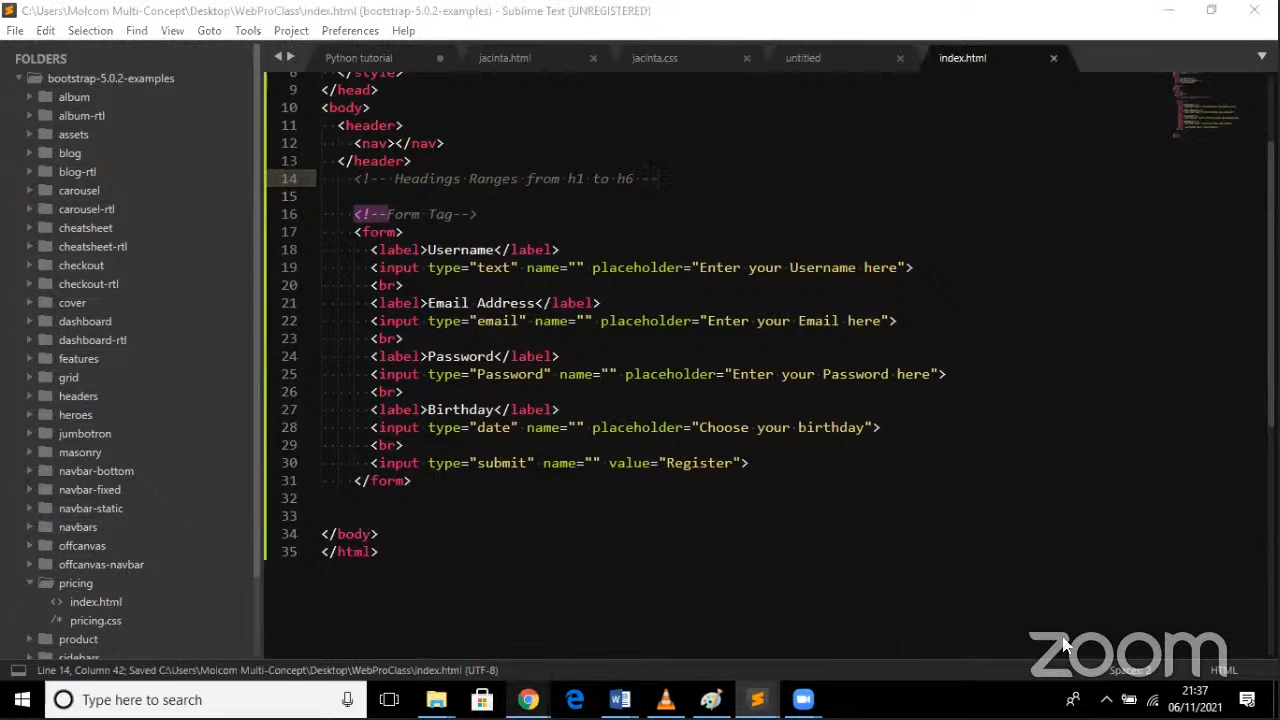 C:\Users\Molcom Multi-Concept\Desktop\WebProClass\index.html (bootstrap-5.0.2-examples) - Sublime Text (UNREGISTERED)
File Edit Selection Find View Goto Tools Project Preferences Help
FOLDERS
bootstrap-5.0.2-examples
album
album-rtl
assets
blog
blog-rtl
carousel
carousel-rtl
cheatsheet
cheatsheet-rtl
checkout
checkout-rtl
cover
dashboard
dashboard-rtl
features
grid
headers
heroes
jumbotron
masonry
navbar-bottom
navbar-fixed
navbar-static
navbars
offcanvas
offcanvas-navbar
pricing
<> index.html
/* pricing.css
product
sidebars
Python tutorial jacinta.html jacinta.css untitled index.html
8 </style>
9 </head>
10 <body>
11 <header>
12 <nav></nav>
13 </header>
14 <!-- Headings Ranges from h1 to h6 --
15
16 <!--Form Tag-->
17 <form>
18 <label>Username</label>
19 <input type="text" name="" placeholder="Enter your Username here">
20 <br>
21 <label>Email Address</label>
22 <input type="email" name="" placeholder="Enter your Email here">
23 <br>
24 <label>Password</label>
25 <input type="Password" name="" placeholder="Enter your Password here">
26 <br>
27 <label>Birthday</label>
28 <input type="date" name="" placeholder="Choose your birthday">
29 <br>
30 <input type="submit" name="" value="Register">
31 </form>
32
33
34 </body>
35 </html>
zoom
Line 14, Column 42; Saved C:\Users\Molcom Multi-Concept\Desktop\WebProClass\index.html (UTF-8) Spaces: 2 HTML
Type here to search
21:37
06/11/2021